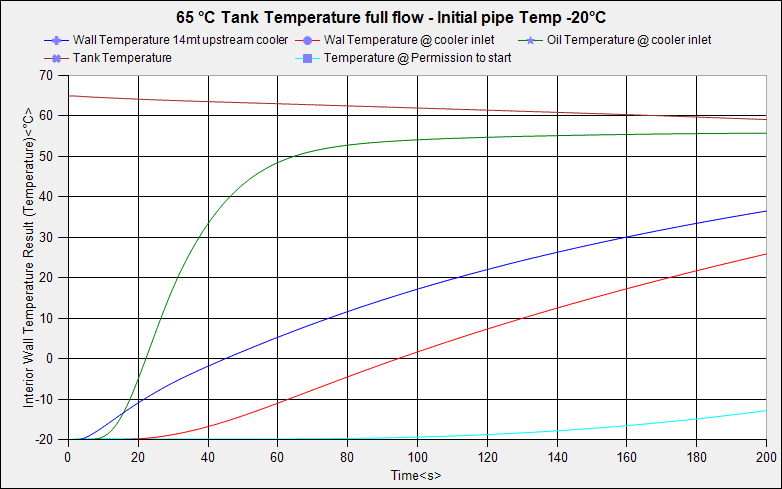 65 °C Tank Temperature full flow - Initial pipe Temp -20°C
Wall Temperature 14mt upstream cooler Wal Temperature @ cooler inlet Oil Temperature @ cooler inlet
Tank Temperature Temperature @ Permission to start
Interior Wall Temperature Result (Temperature)<°C>
70
60
50
40
30
20
10
0
-10
-20
0 20 40 60 80 100 120 140 160 180 200
Time<s>